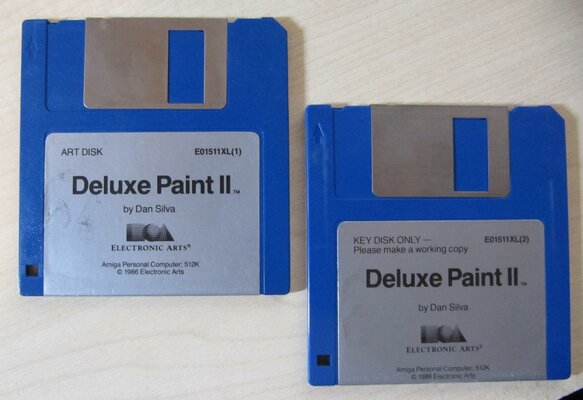 ART DISK E01511XL(1)
Deluxe Paint II™
by Dan Silva
ELECTRONIC ARTS®
Amiga Personal Computer; 512K
© 1986 Electronic Arts
KEY DISK ONLY — E01511XL(2)
Please make a working copy
Deluxe Paint II™
by Dan Silva
ELECTRONIC ARTS®
Amiga Personal Computer; 512K
© 1986 Electronic Arts